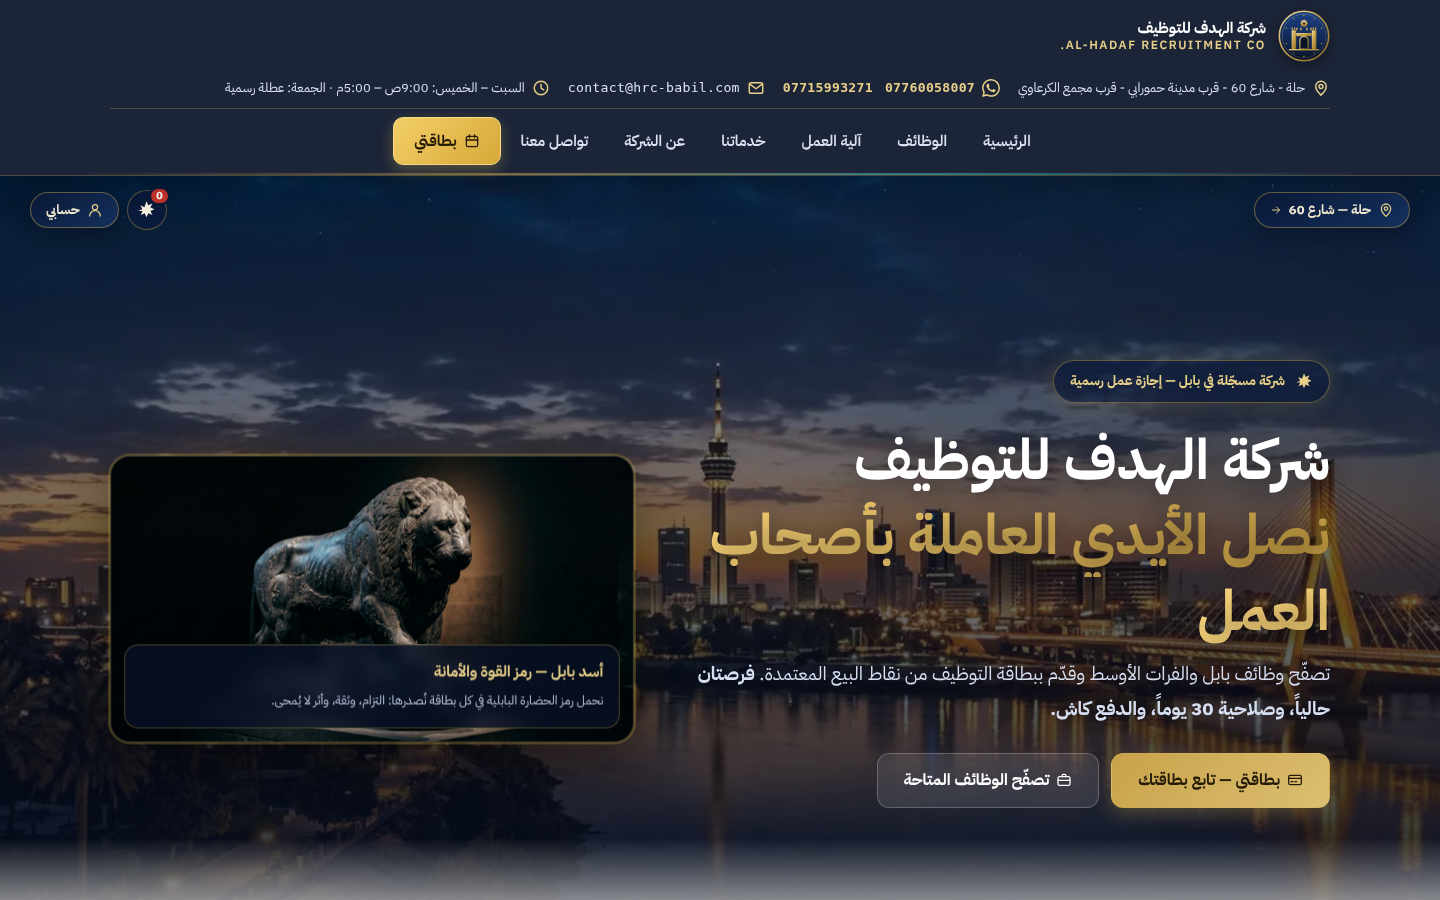 شركة الهدف للتوظيف
AL-HADAF RECRUITMENT CO.
حلة - شارع 60 - قرب مدينة حمورابي - قرب مجمع الكرعاوي
07760058007 07715993271
contact@hrc-babil.com
السبت – الخميس: 9:00ص – 5:00م · الجمعة: عطلة رسمية
الرئيسية
الوظائف
آلية العمل
خدماتنا
عن الشركة
تواصل معنا
بطاقتي
حلة — شارع 60 →
0
حسابي
شركة مسجّلة في بابل — إجازة عمل رسمية
شركة الهدف للتوظيف
نصل الأيدي العاملة بأصحاب
العمل
تصفّح وظائف بابل والفرات الأوسط وقدّم ببطاقة التوظيف من نقاط البيع المعتمدة. فرصتان
حالياً، وصلاحية 30 يوماً، والدفع كاش.
بطاقتي — تابع بطاقتك
تصفّح الوظائف المتاحة
أسد بابل — رمز القوة والأمانة
نحمل رمز الحضارة البابلية في كل بطاقة نُصدرها: التزام، وثقة، وأثر لا يُمحى.